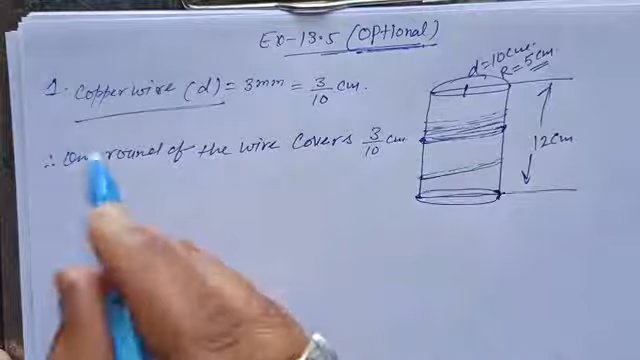 Ex-13.5 (Optional)
1. Copper wire (d) = 3mm = 3/10 cm.
d=10cm.
R=5cm.
∴ One round of the wire covers 3/10 cm
12cm